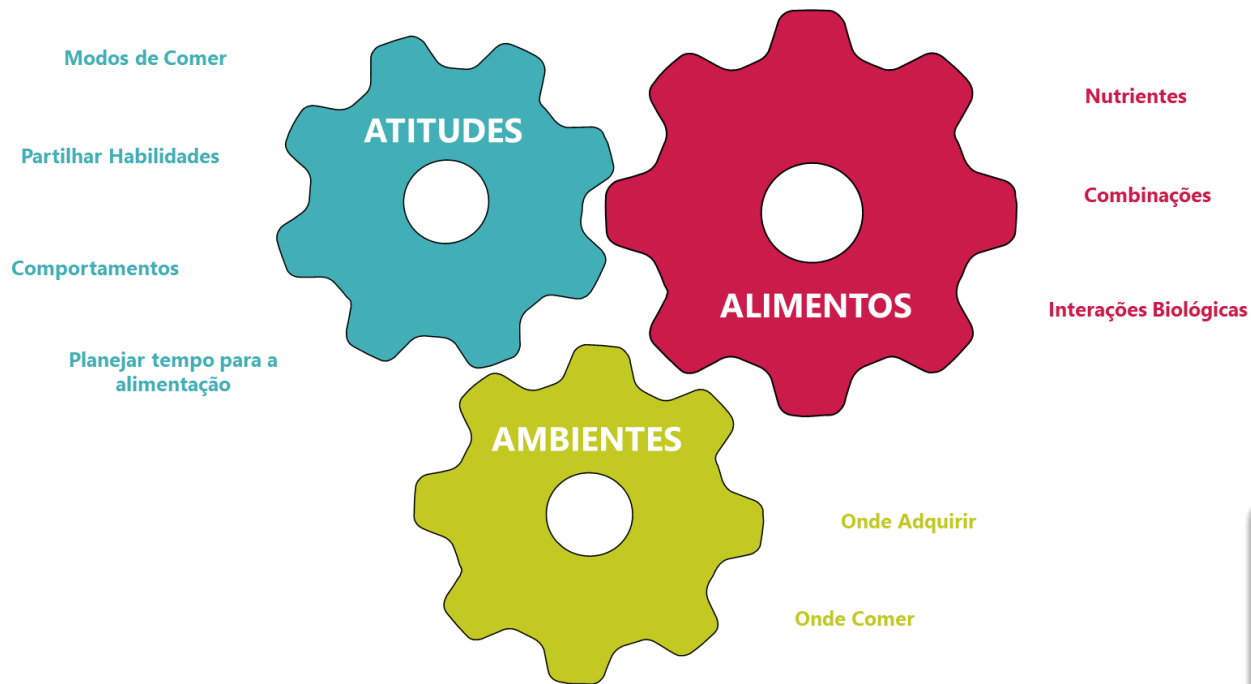 Modos de Comer
Partilhar Habilidades
Comportamentos
Planejar tempo para a
alimentação
ATITUDES
ALIMENTOS
Nutrientes
Combinações
Interações Biológicas
AMBIENTES
Onde Adquirir
Onde Comer